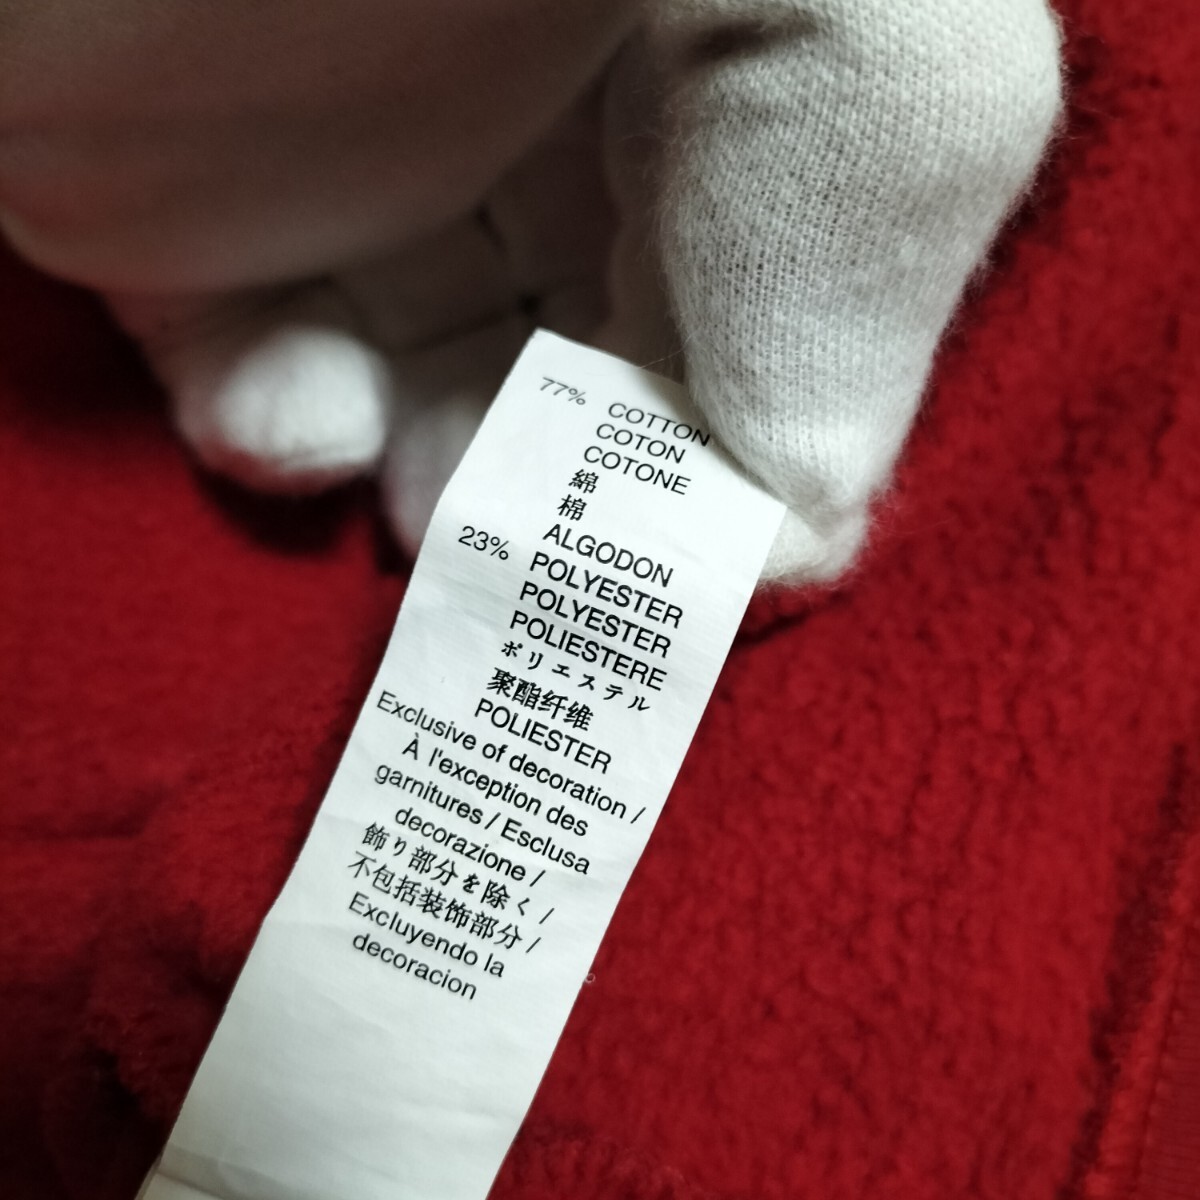 77% COTTON
COTON
COTONE
綿
棉
ALGODON
23% POLYESTER
POLYESTER
POLIESTERE
ポリエステル
聚酯纤维
POLIESTER
Exclusive of decoration /
À l'exception des
garnitures / Esclusa
decorazione /
飾り部分を除く /
不包括装饰部分 /
Excluyendo la
decoracion